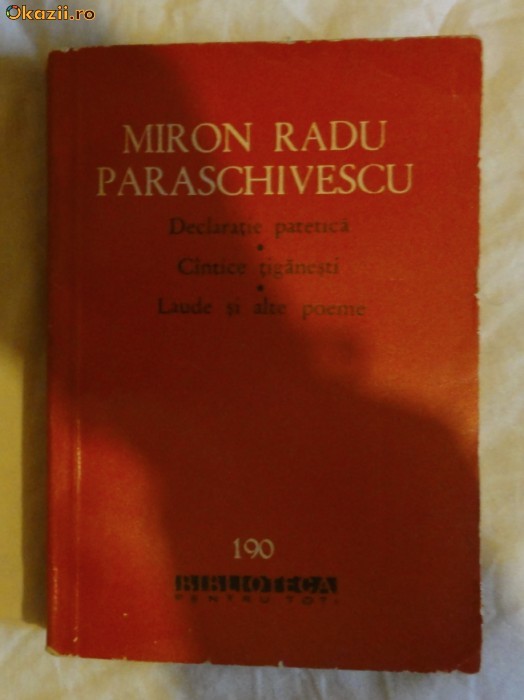 Okazii.ro
MIRON RADU
PARASCHIVESCU
Declarație patetică
•
Cîntice țigănești
•
Laude și alte poeme
190
BIBLIOTECA
PENTRU TOȚI